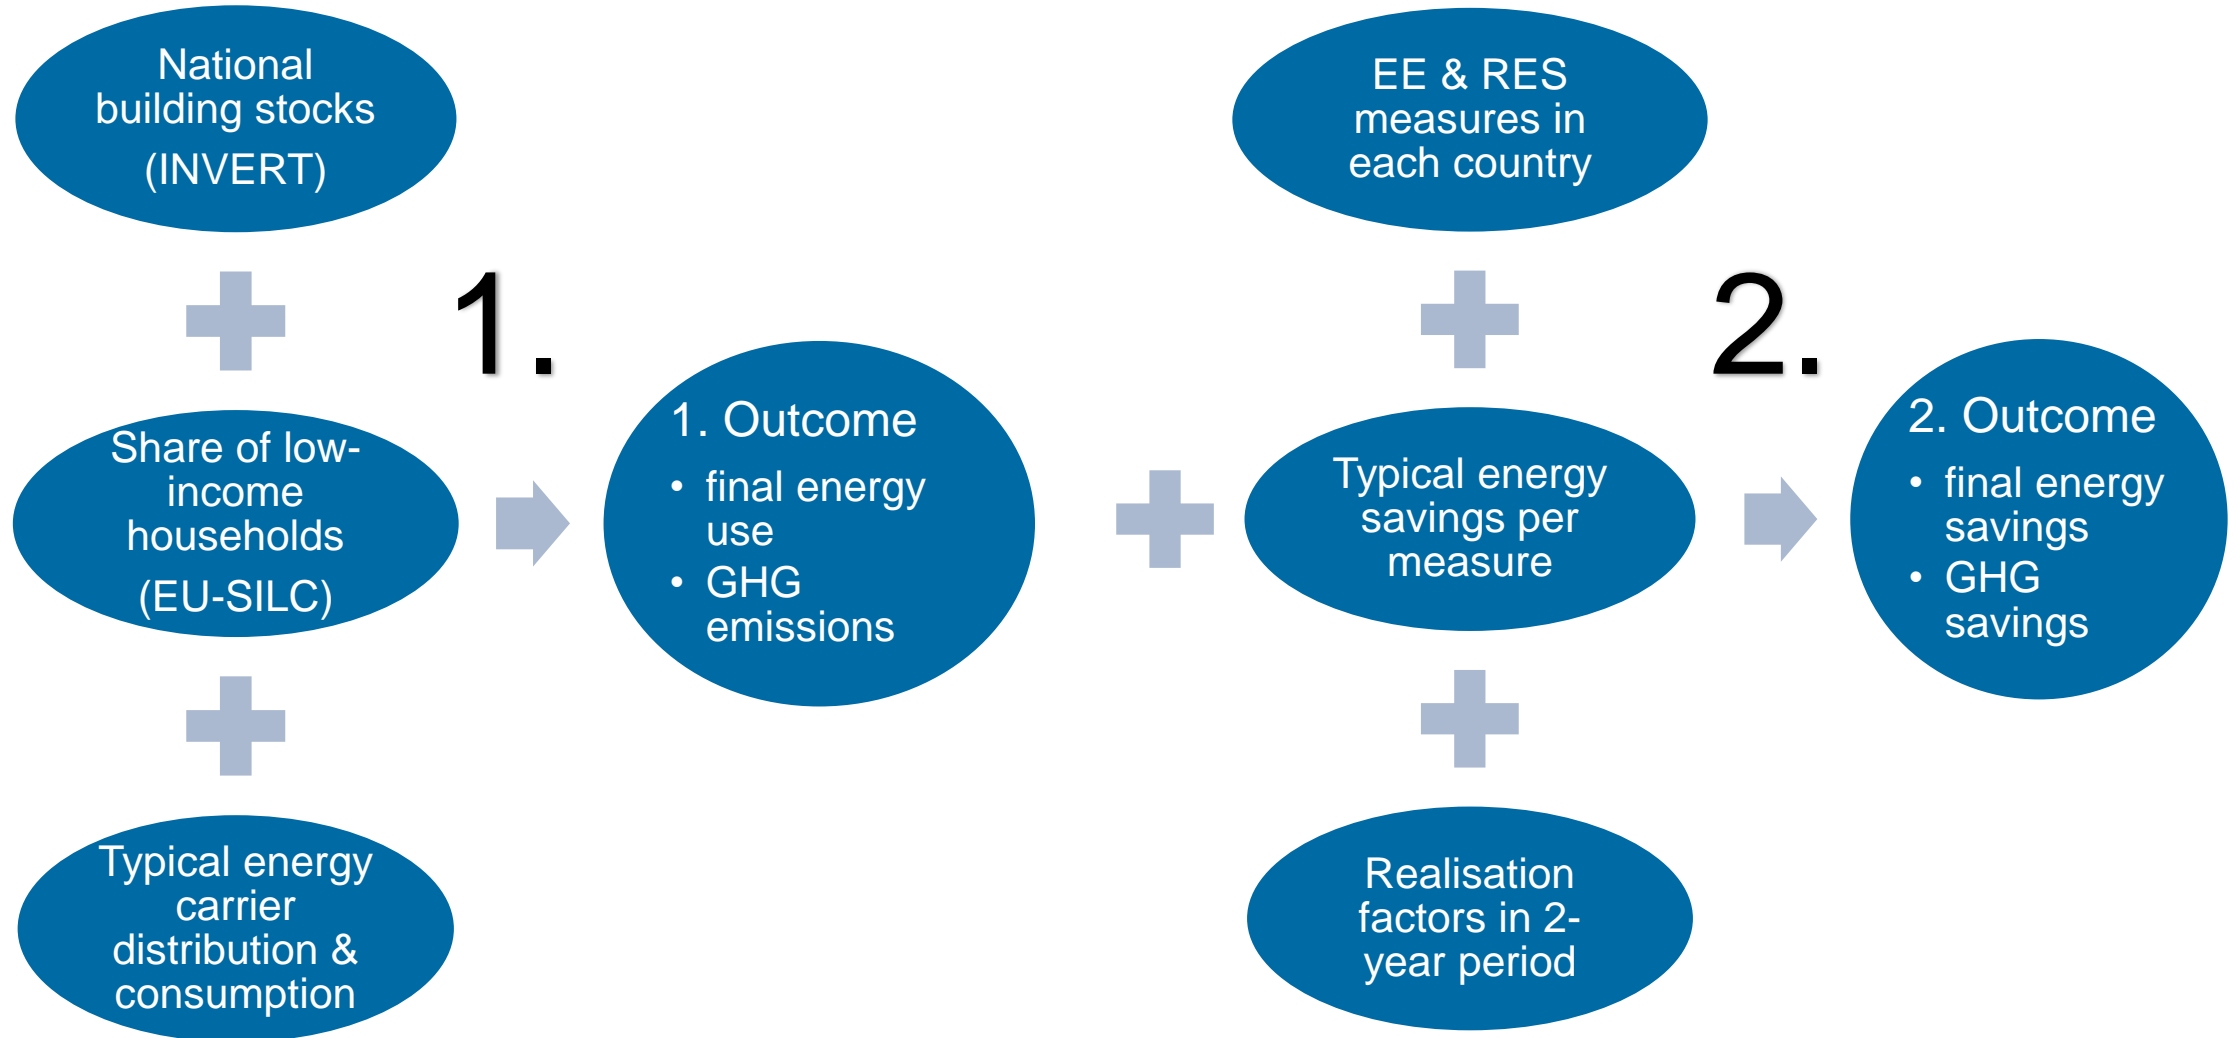 National
building stocks
(INVERT)
1.
Share of low-
income
households
(EU-SILC)
Typical energy
carrier
distribution &
consumption
1. Outcome
• final energy
use
• GHG
emissions
EE & RES
measures in
each country
2.
Typical energy
savings per
measure
Realisation
factors in 2-
year period
2. Outcome
• final energy
savings
• GHG
savings